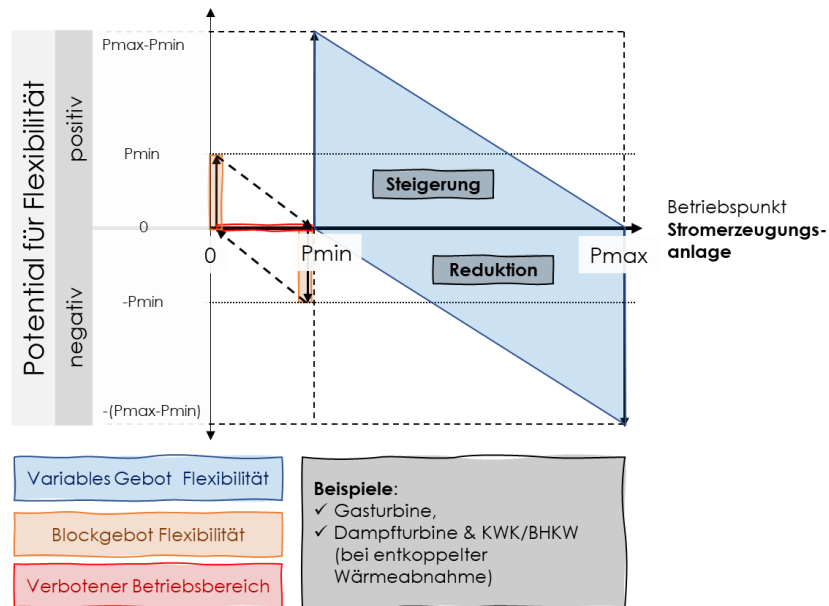 Potential für Flexibilität
positiv
negativ
Pmax-Pmin
Pmin
0
-Pmin
-(Pmax-Pmin)
Steigerung
Reduktion
0
Pmin
Pmax
Betriebspunkt
Stromerzeugungs-
anlage
Variables Gebot Flexibilität
Blockgebot Flexibilität
Verbotener Betriebsbereich
Beispiele:
✓ Gasturbine,
✓ Dampfturbine & KWK/BHKW
(bei entkoppelter
Wärmeabnahme)